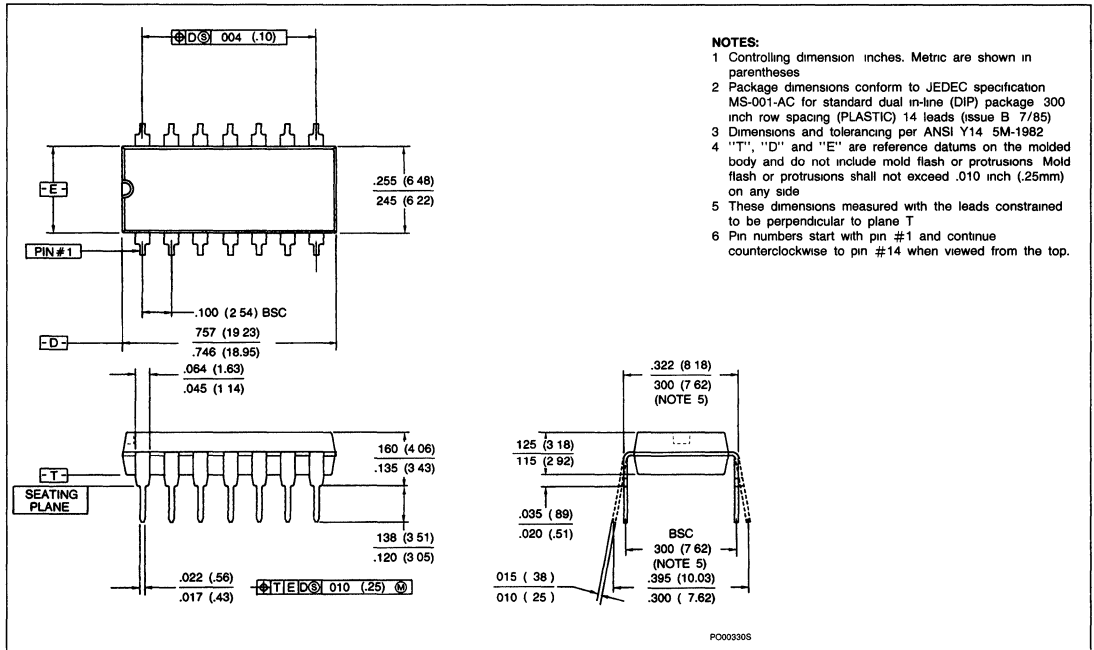 ⌖ D Ⓢ 004 (.10)
-E-
.255 (6 48)
245 (6 22)
PIN #1
.100 (2 54) BSC
-D-
757 (19 23)
.746 (18.95)
.064 (1.63)
.045 (1 14)
160 (4 06)
.135 (3 43)
-T-
SEATING
PLANE
138 (3 51)
.120 (3 05)
.022 (.56)
.017 (.43)
⌖ T E D Ⓢ 010 (.25) Ⓜ
NOTES:
1 Controlling dimension inches. Metric are shown in
parentheses
2 Package dimensions conform to JEDEC specification
MS-001-AC for standard dual in-line (DIP) package 300
inch row spacing (PLASTIC) 14 leads (issue B 7/85)
3 Dimensions and tolerancing per ANSI Y14 5M-1982
4 "T", "D" and "E" are reference datums on the molded
body and do not include mold flash or protrusions Mold
flash or protrusions shall not exceed .010 inch (.25mm)
on any side
5 These dimensions measured with the leads constrained
to be perpendicular to plane T
6 Pin numbers start with pin #1 and continue
counterclockwise to pin #14 when viewed from the top.
.322 (8 18)
300 (7 62)
(NOTE 5)
125 (3 18)
115 (2 92)
.035 ( 89)
.020 (.51)
BSC
300 (7 62)
(NOTE 5)
.395 (10.03)
.300 ( 7.62)
015 ( 38 )
010 ( 25 )
PO00330S